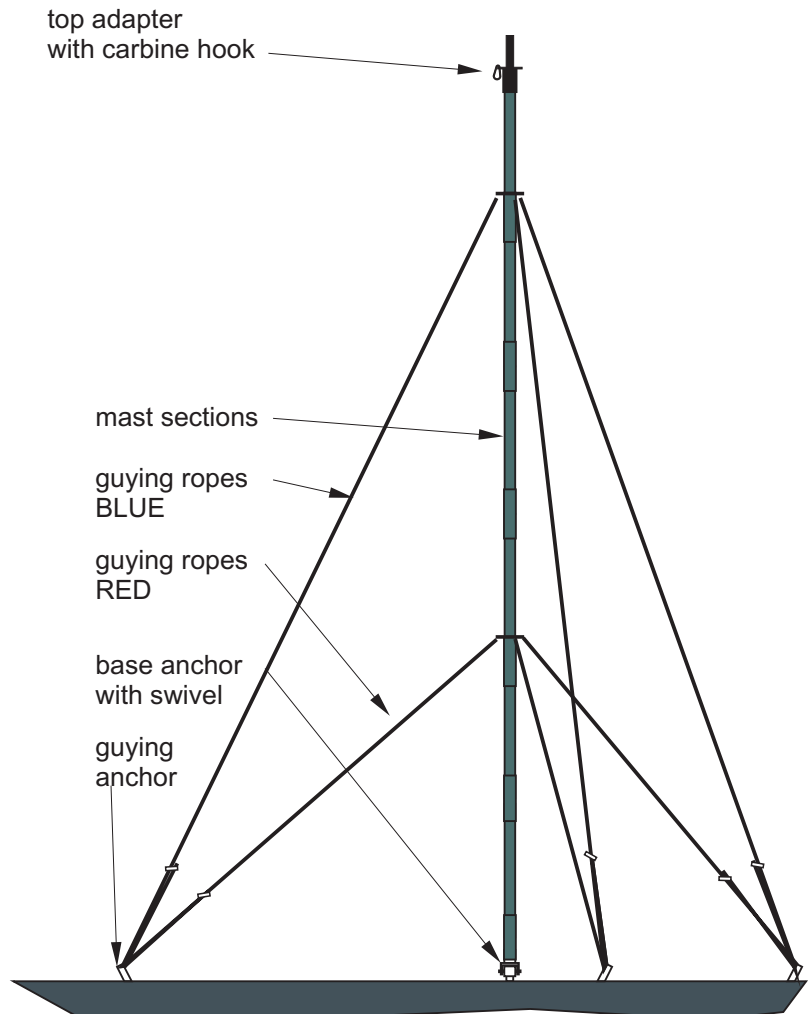 top adapter
with carbine hook
mast sections
guying ropes
BLUE
guying ropes
RED
base anchor
with swivel
guying
anchor